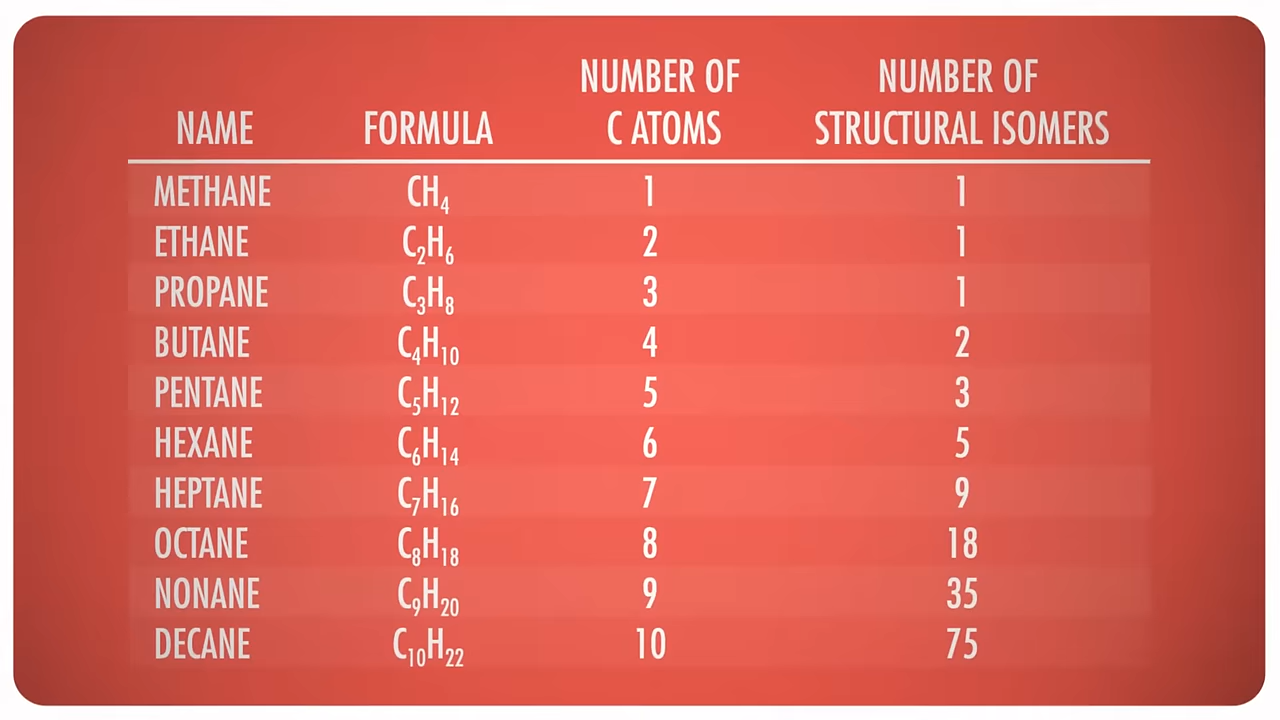 NAME FORMULA NUMBER OF C ATOMS NUMBER OF STRUCTURAL ISOMERS
METHANE CH₄ 1 1
ETHANE C₂H₆ 2 1
PROPANE C₃H₈ 3 1
BUTANE C₄H₁₀ 4 2
PENTANE C₅H₁₂ 5 3
HEXANE C₆H₁₄ 6 5
HEPTANE C₇H₁₆ 7 9
OCTANE C₈H₁₈ 8 18
NONANE C₉H₂₀ 9 35
DECANE C₁₀H₂₂ 10 75